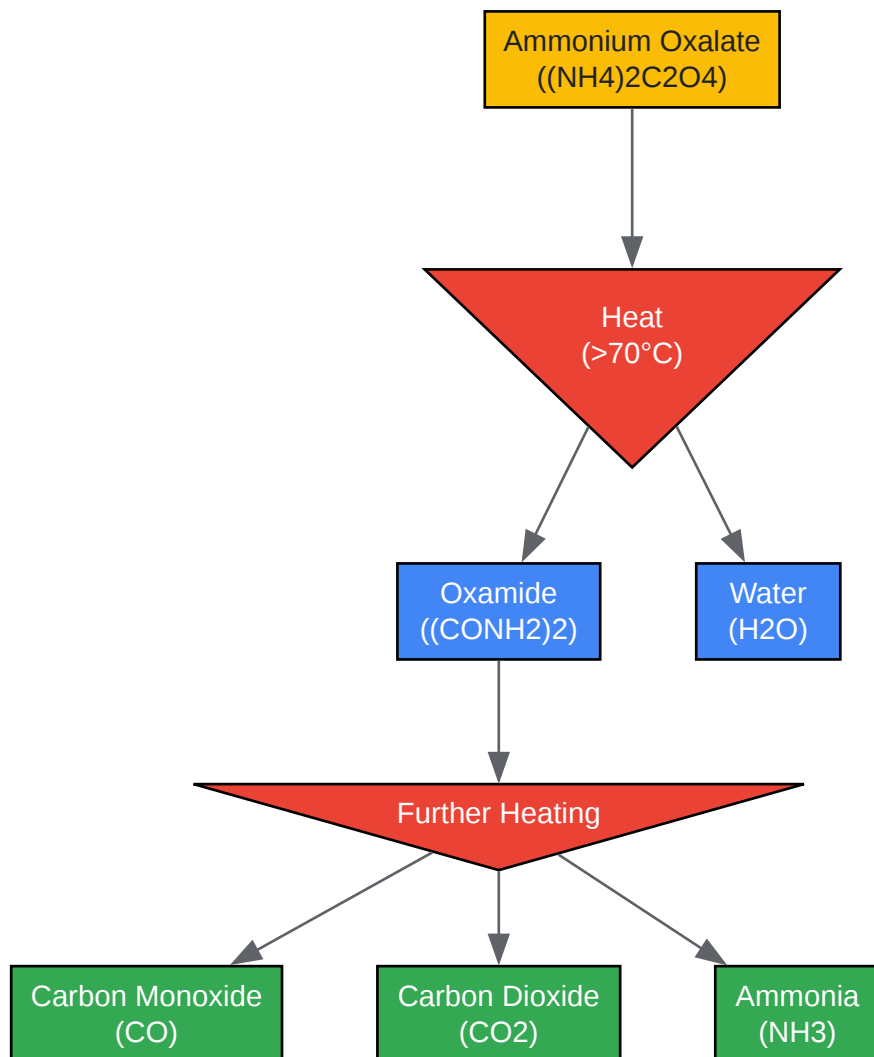 Ammonium Oxalate
((NH4)2C2O4)
Heat
(>70°C)
Oxamide
((CONH2)2)
Water
(H2O)
Further Heating
Carbon Monoxide
(CO)
Carbon Dioxide
(CO2)
Ammonia
(NH3)